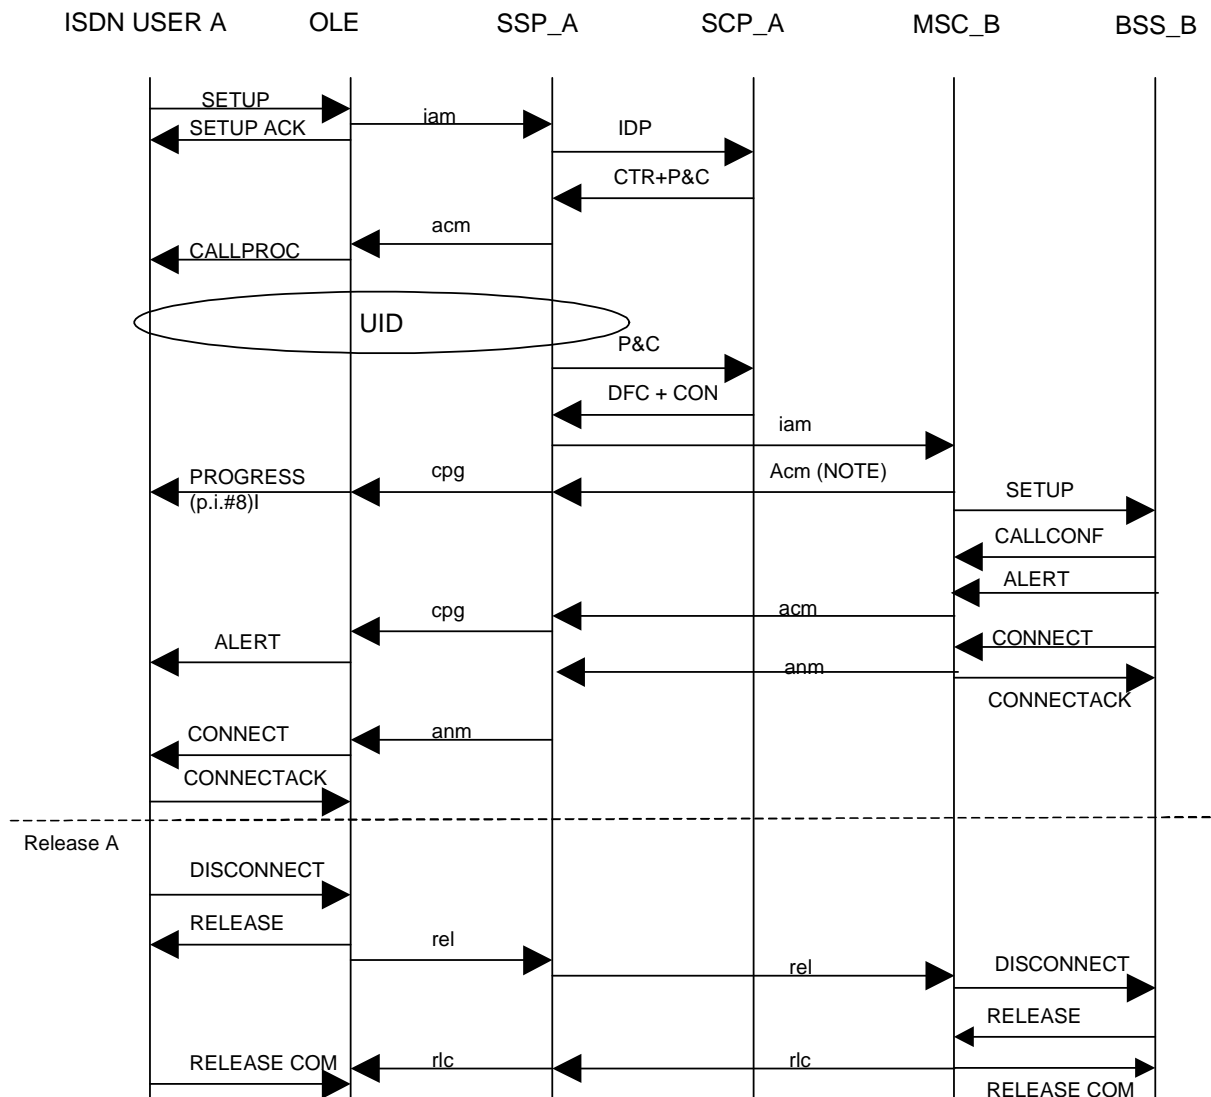 ISDN USER A OLE SSP_A SCP_A MSC_B BSS_B
SETUP
iam
SETUP ACK
IDP
CTR+P&C
acm
CALLPROC
UID
P&C
DFC + CON
iam
PROGRESS
(p.i.#8)I
cpg
Acm (NOTE)
SETUP
CALLCONF
ALERT
cpg
acm
ALERT
CONNECT
anm
CONNECTACK
CONNECT
anm
CONNECTACK
Release A
DISCONNECT
RELEASE
rel
rel
DISCONNECT
RELEASE
RELEASE COM
rlc
rlc
RELEASE COM